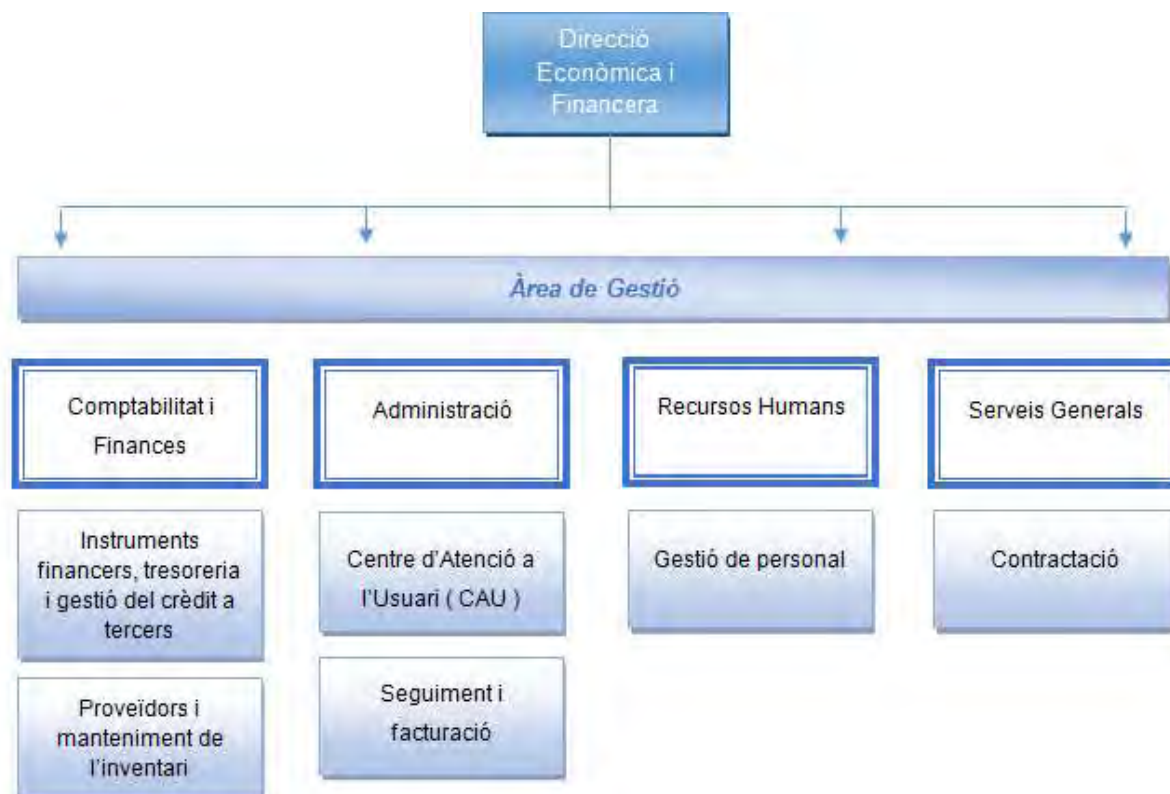 Direcció
Econòmica i
Financera
Àrea de Gestió
Comptabilitat i
Finances
Administració
Recursos Humans
Serveis Generals
Instruments
financers, tresoreria
i gestió del crèdit a
tercers
Centre d'Atenció a
l'Usuari ( CAU )
Gestió de personal
Contractació
Proveïdors i
manteniment de
l'inventari
Seguiment i
facturació